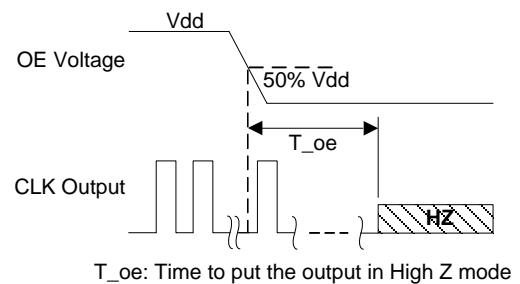 Vdd
OE Voltage
50% Vdd
T_oe
CLK Output
HZ
T_oe: Time to put the output in High Z mode